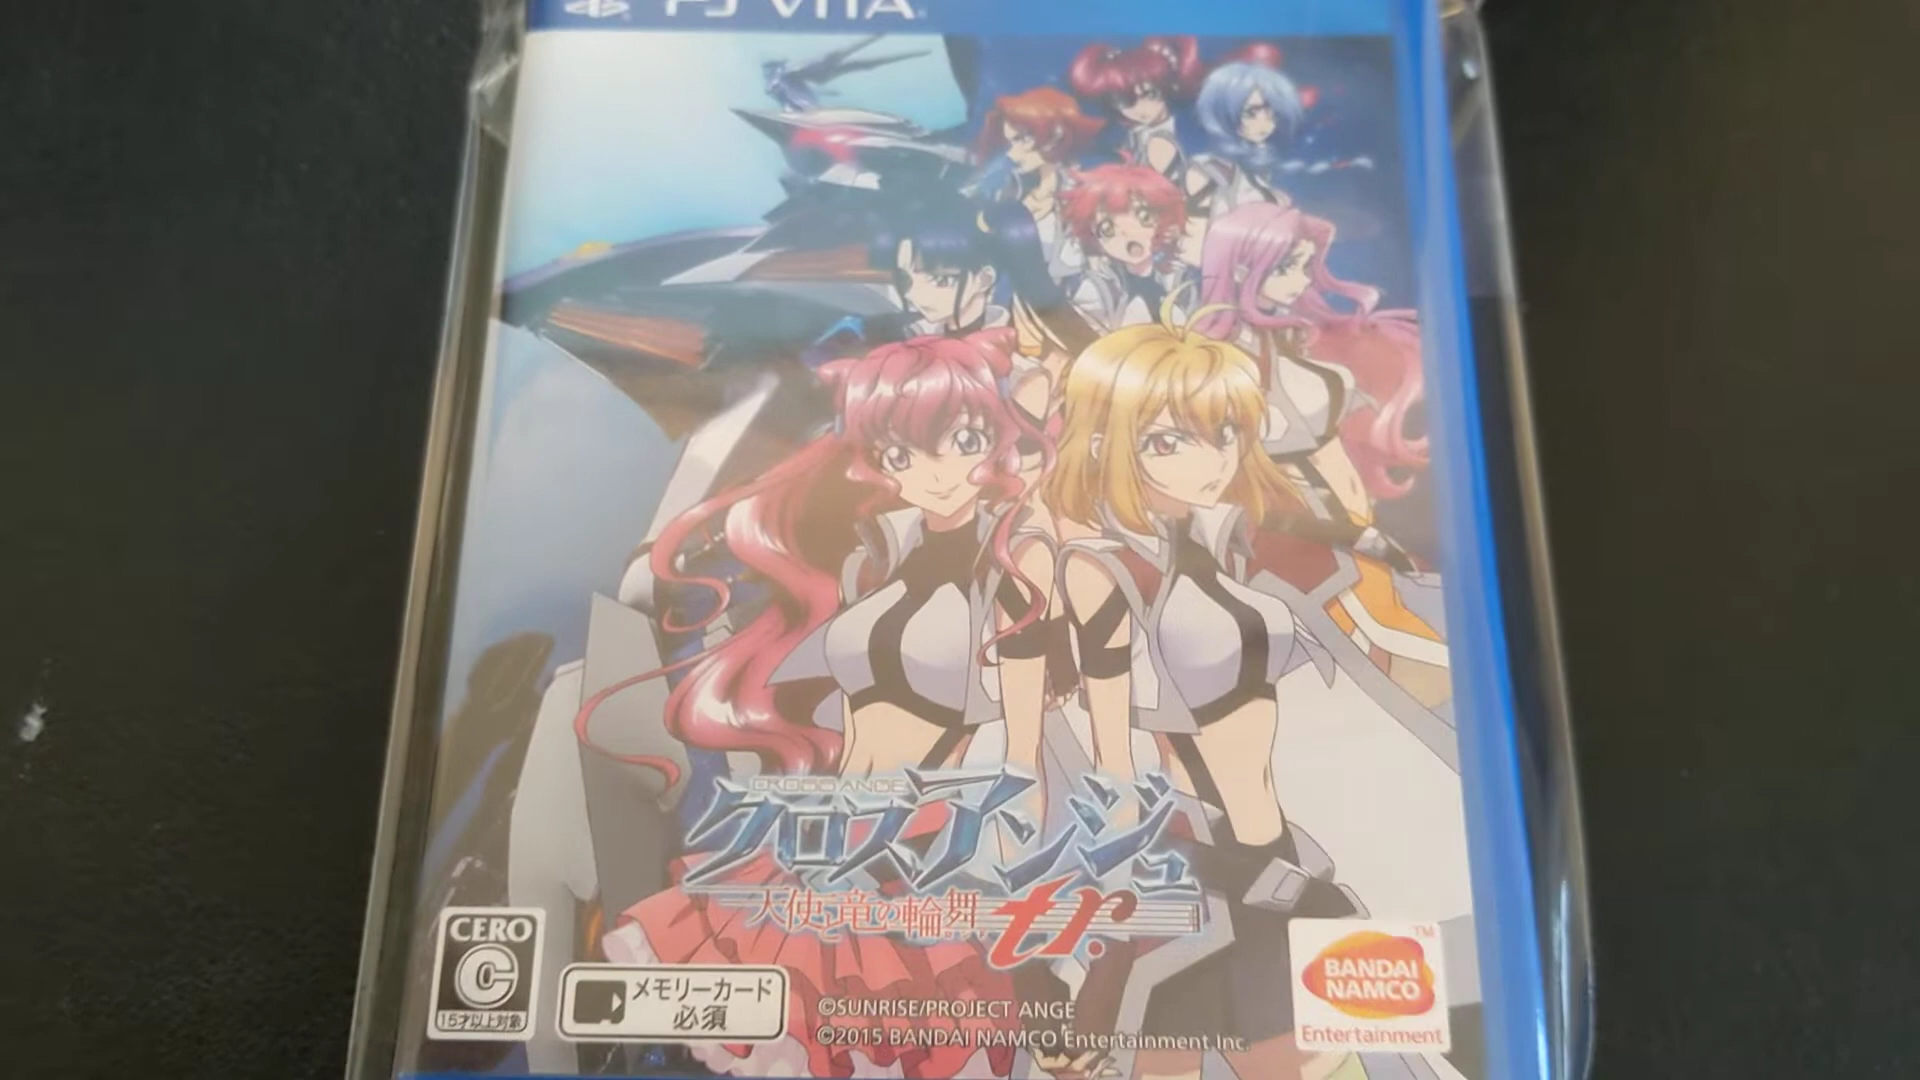 PS VITA
CROSS ANGE
クロスアンジュ
天使と竜の輪舞 tr.
CERO
C
15才以上対象
メモリーカード
必須
©SUNRISE/PROJECT ANGE
©2015 BANDAI NAMCO Entertainment Inc.
TM
BANDAI
NAMCO
Entertainment